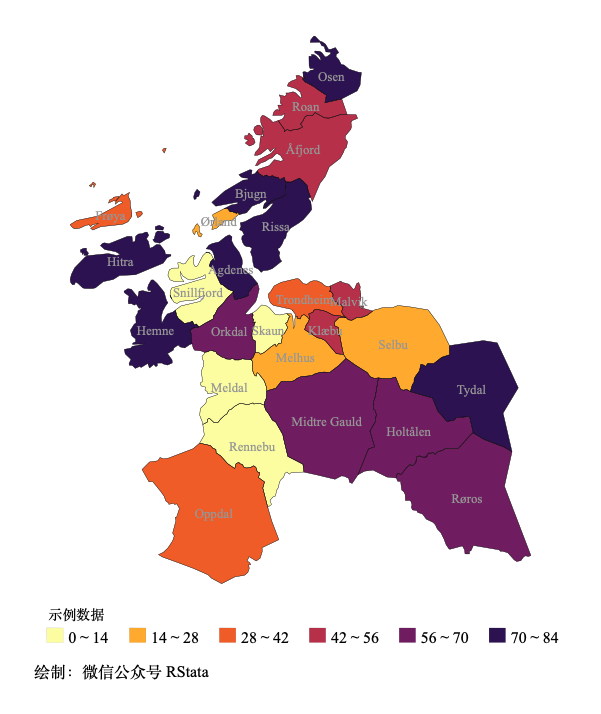 Osen
Roan
Åfjord
Bjugn
Frøya
Ørland
Rissa
Hitra
Agdenes
Snillfjord
Trondheim
Malvik
Hemne
Orkdal
Skaun
Klæbu
Selbu
Melhus
Meldal
Tydal
Midtre Gauld
Holtålen
Rennebu
Røros
Oppdal
示例数据
0 ~ 14 14 ~ 28 28 ~ 42 42 ~ 56 56 ~ 70 70 ~ 84
绘制：微信公众号 RStata